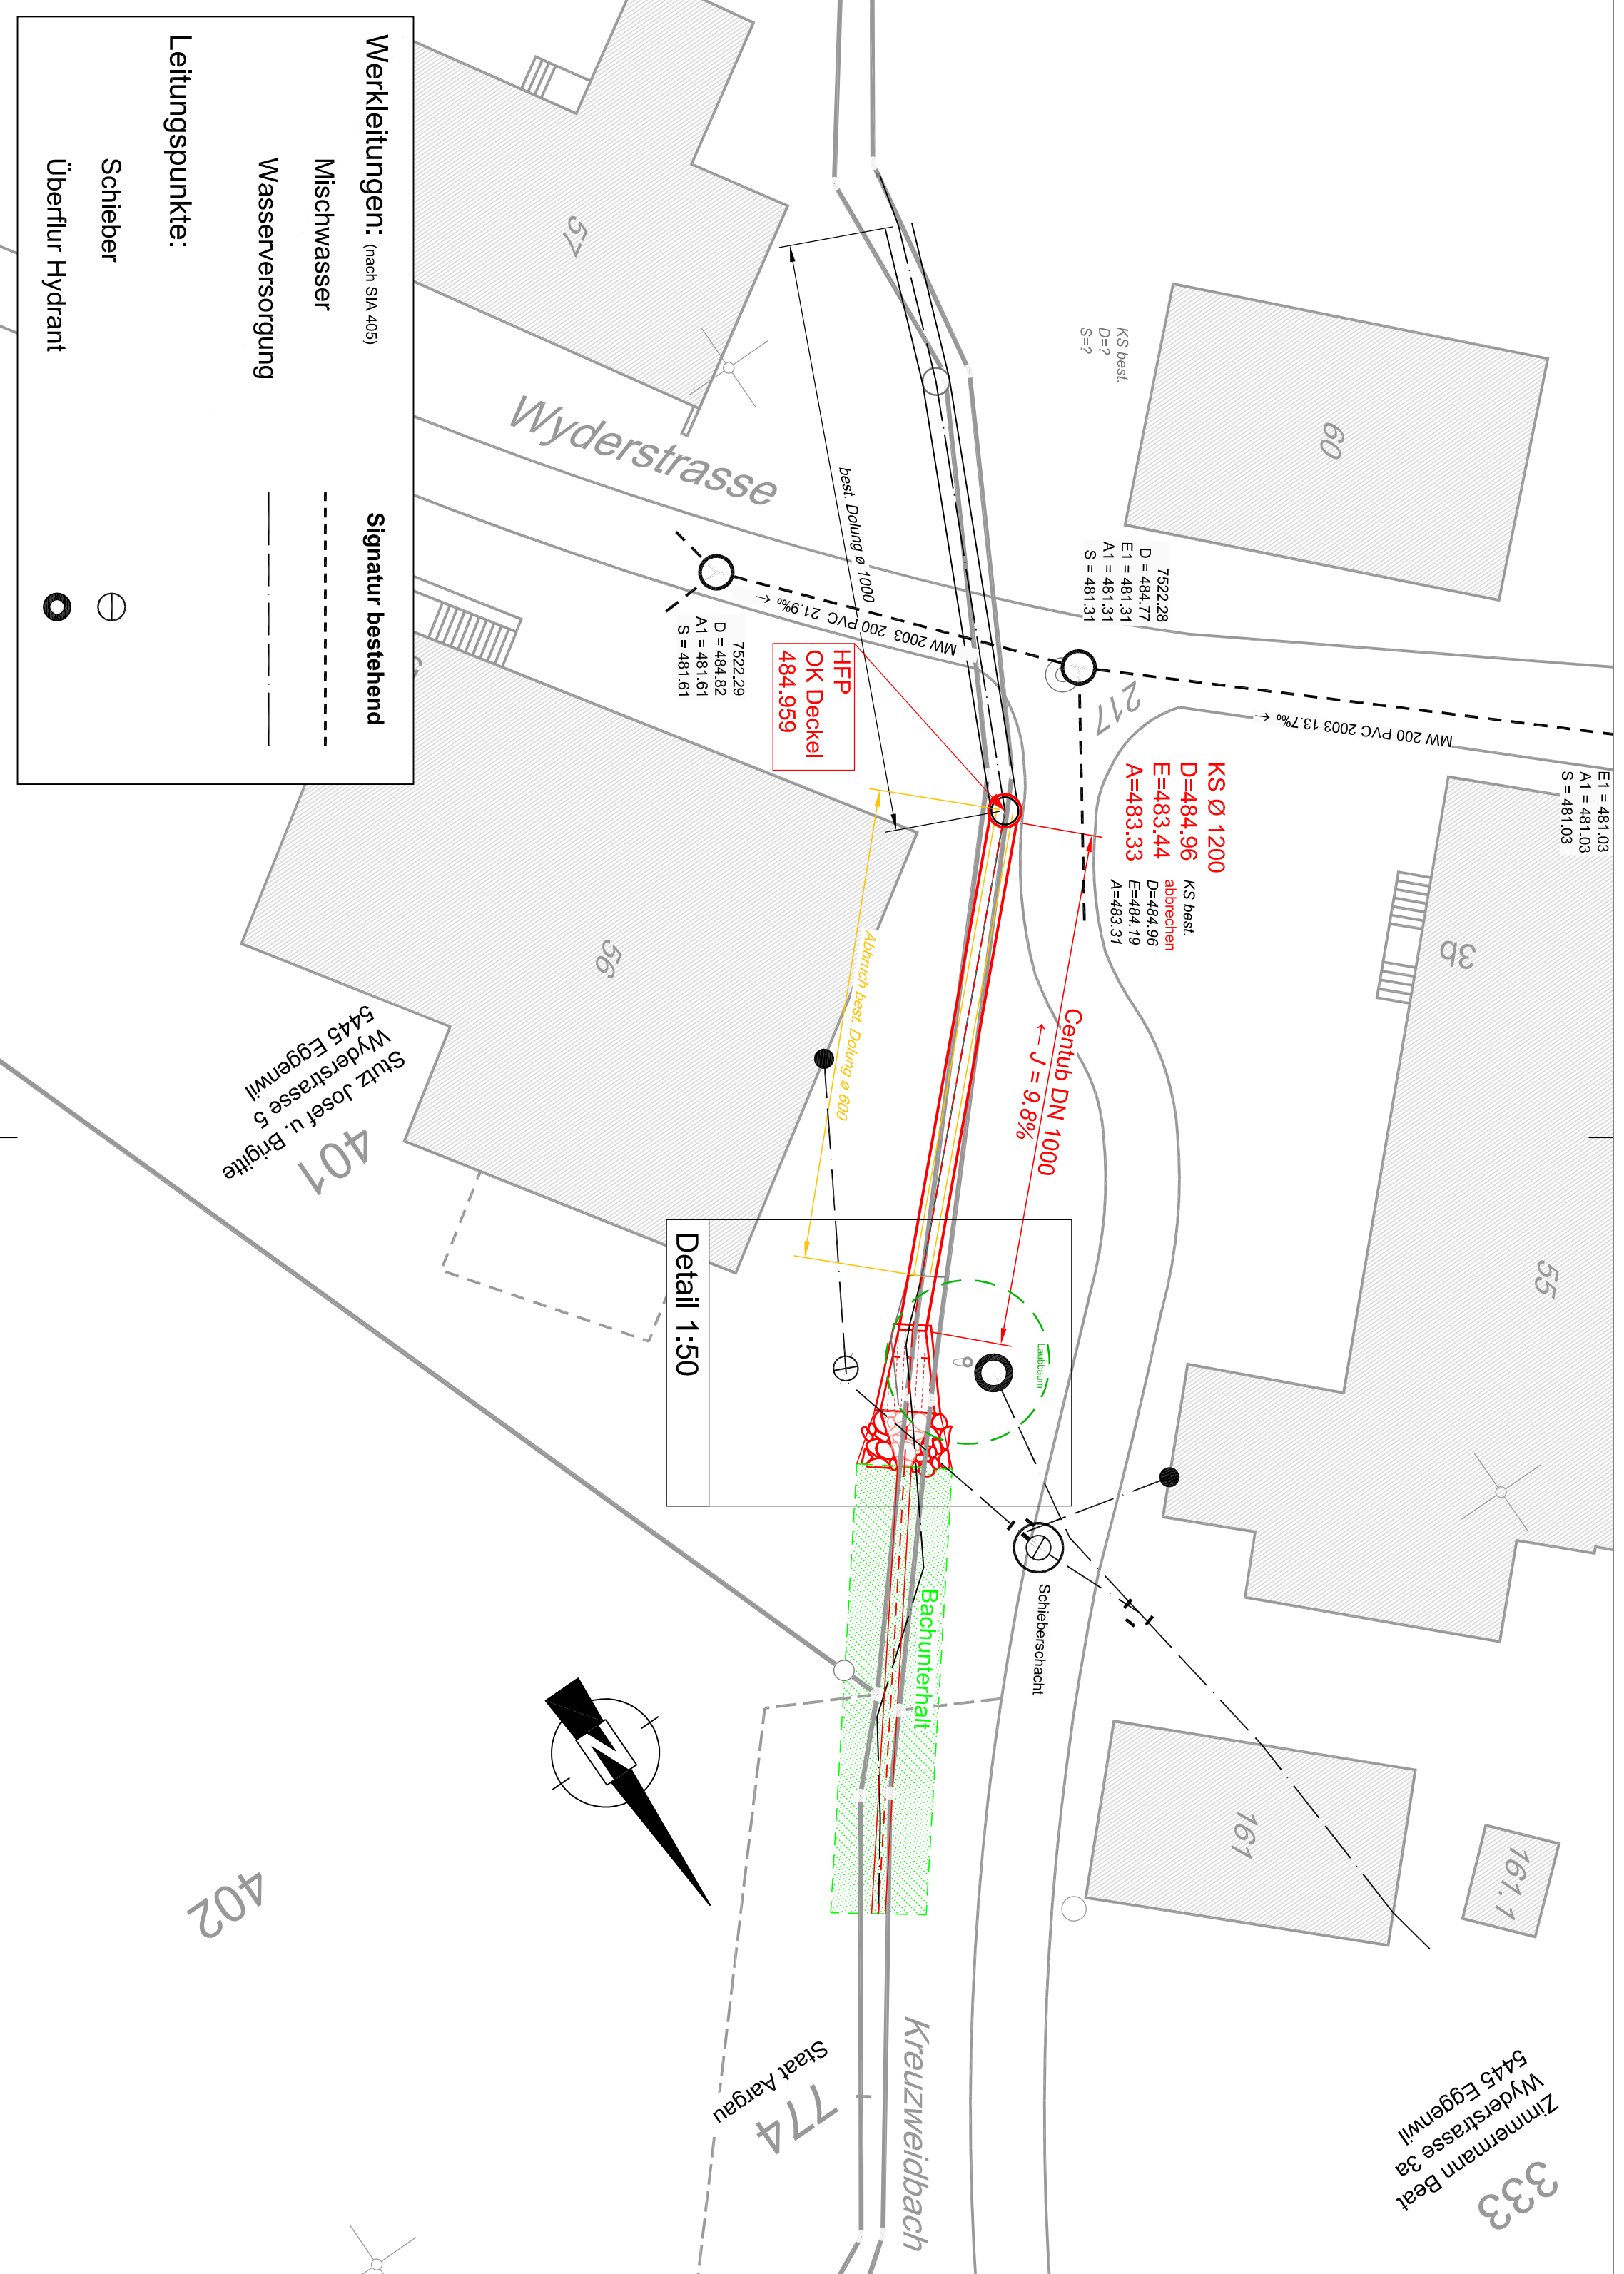 Werkleitungen: (nach SIA 405)
Signatur bestehend
Mischwasser
Wasserversorgung
Leitungspunkte:
Schieber
Überflur Hydrant
57
Wyderstrasse
KS best.
D=?
S=?
60
best. Dolung ø 1000
MW 2003 200 PVC 21.9‰ ←
7522.28
D = 484.77
E1 = 481.31
A1 = 481.31
S = 481.31
7522.29
D = 484.82
A1 = 481.61
S = 481.61
HFP
OK Deckel
484.959
217
MW 200 PVC 2003 13.7‰ ←
E1 = 481.03
A1 = 481.03
S = 481.03
KS Ø 1200
D=484.96
E=483.44
A=483.33
KS best.
abbrechen
D=484.96
E=484.19
A=483.31
3b
56
Abbruch best. Dolung ø 600
Centub DN 1000
← J = 9.8%
Stutz Josef u. Brigitte
Wyderstrasse 5
5445 Eggenwil
401
55
Detail 1:50
Laubbaum
Schieberschacht
Bachunterhalt
N
161
161.1
402
Staat Aargau
774
Kreuzweidbach
Zimmermann Beat
Wyderstrasse 3a
5445 Eggenwil
333